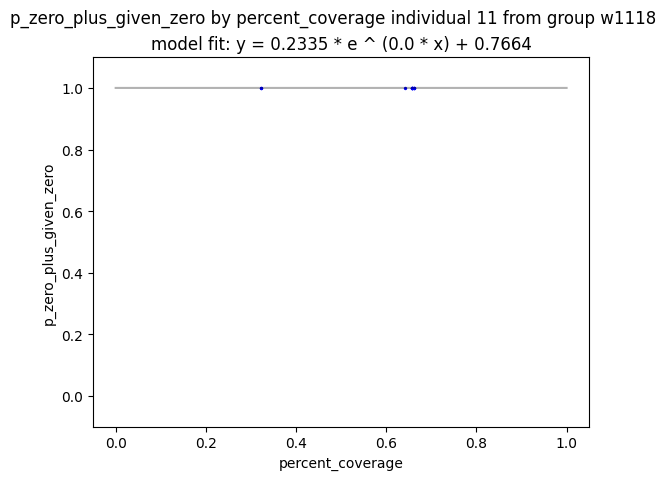 p_zero_plus_given_zero by percent_coverage individual 11 from group w1118
model fit: y = 0.2335 * e ^ (0.0 * x) + 0.7664
p_zero_plus_given_zero
1.0
0.8
0.6
0.4
0.2
0.0
0.0 0.2 0.4 0.6 0.8 1.0
percent_coverage